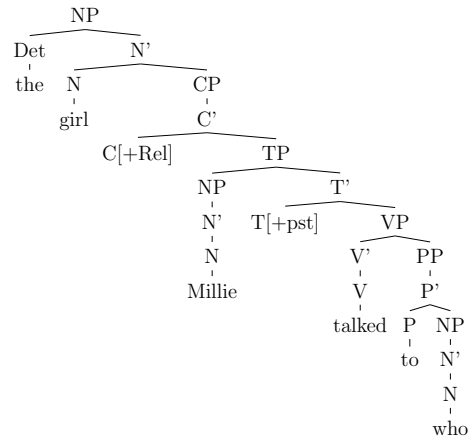 NP
Det N’
the N CP
girl C’
C[+Rel] TP
NP T’
N’ T[+pst] VP
N V’ PP
Millie V P’
talked P NP
to N’
N
who